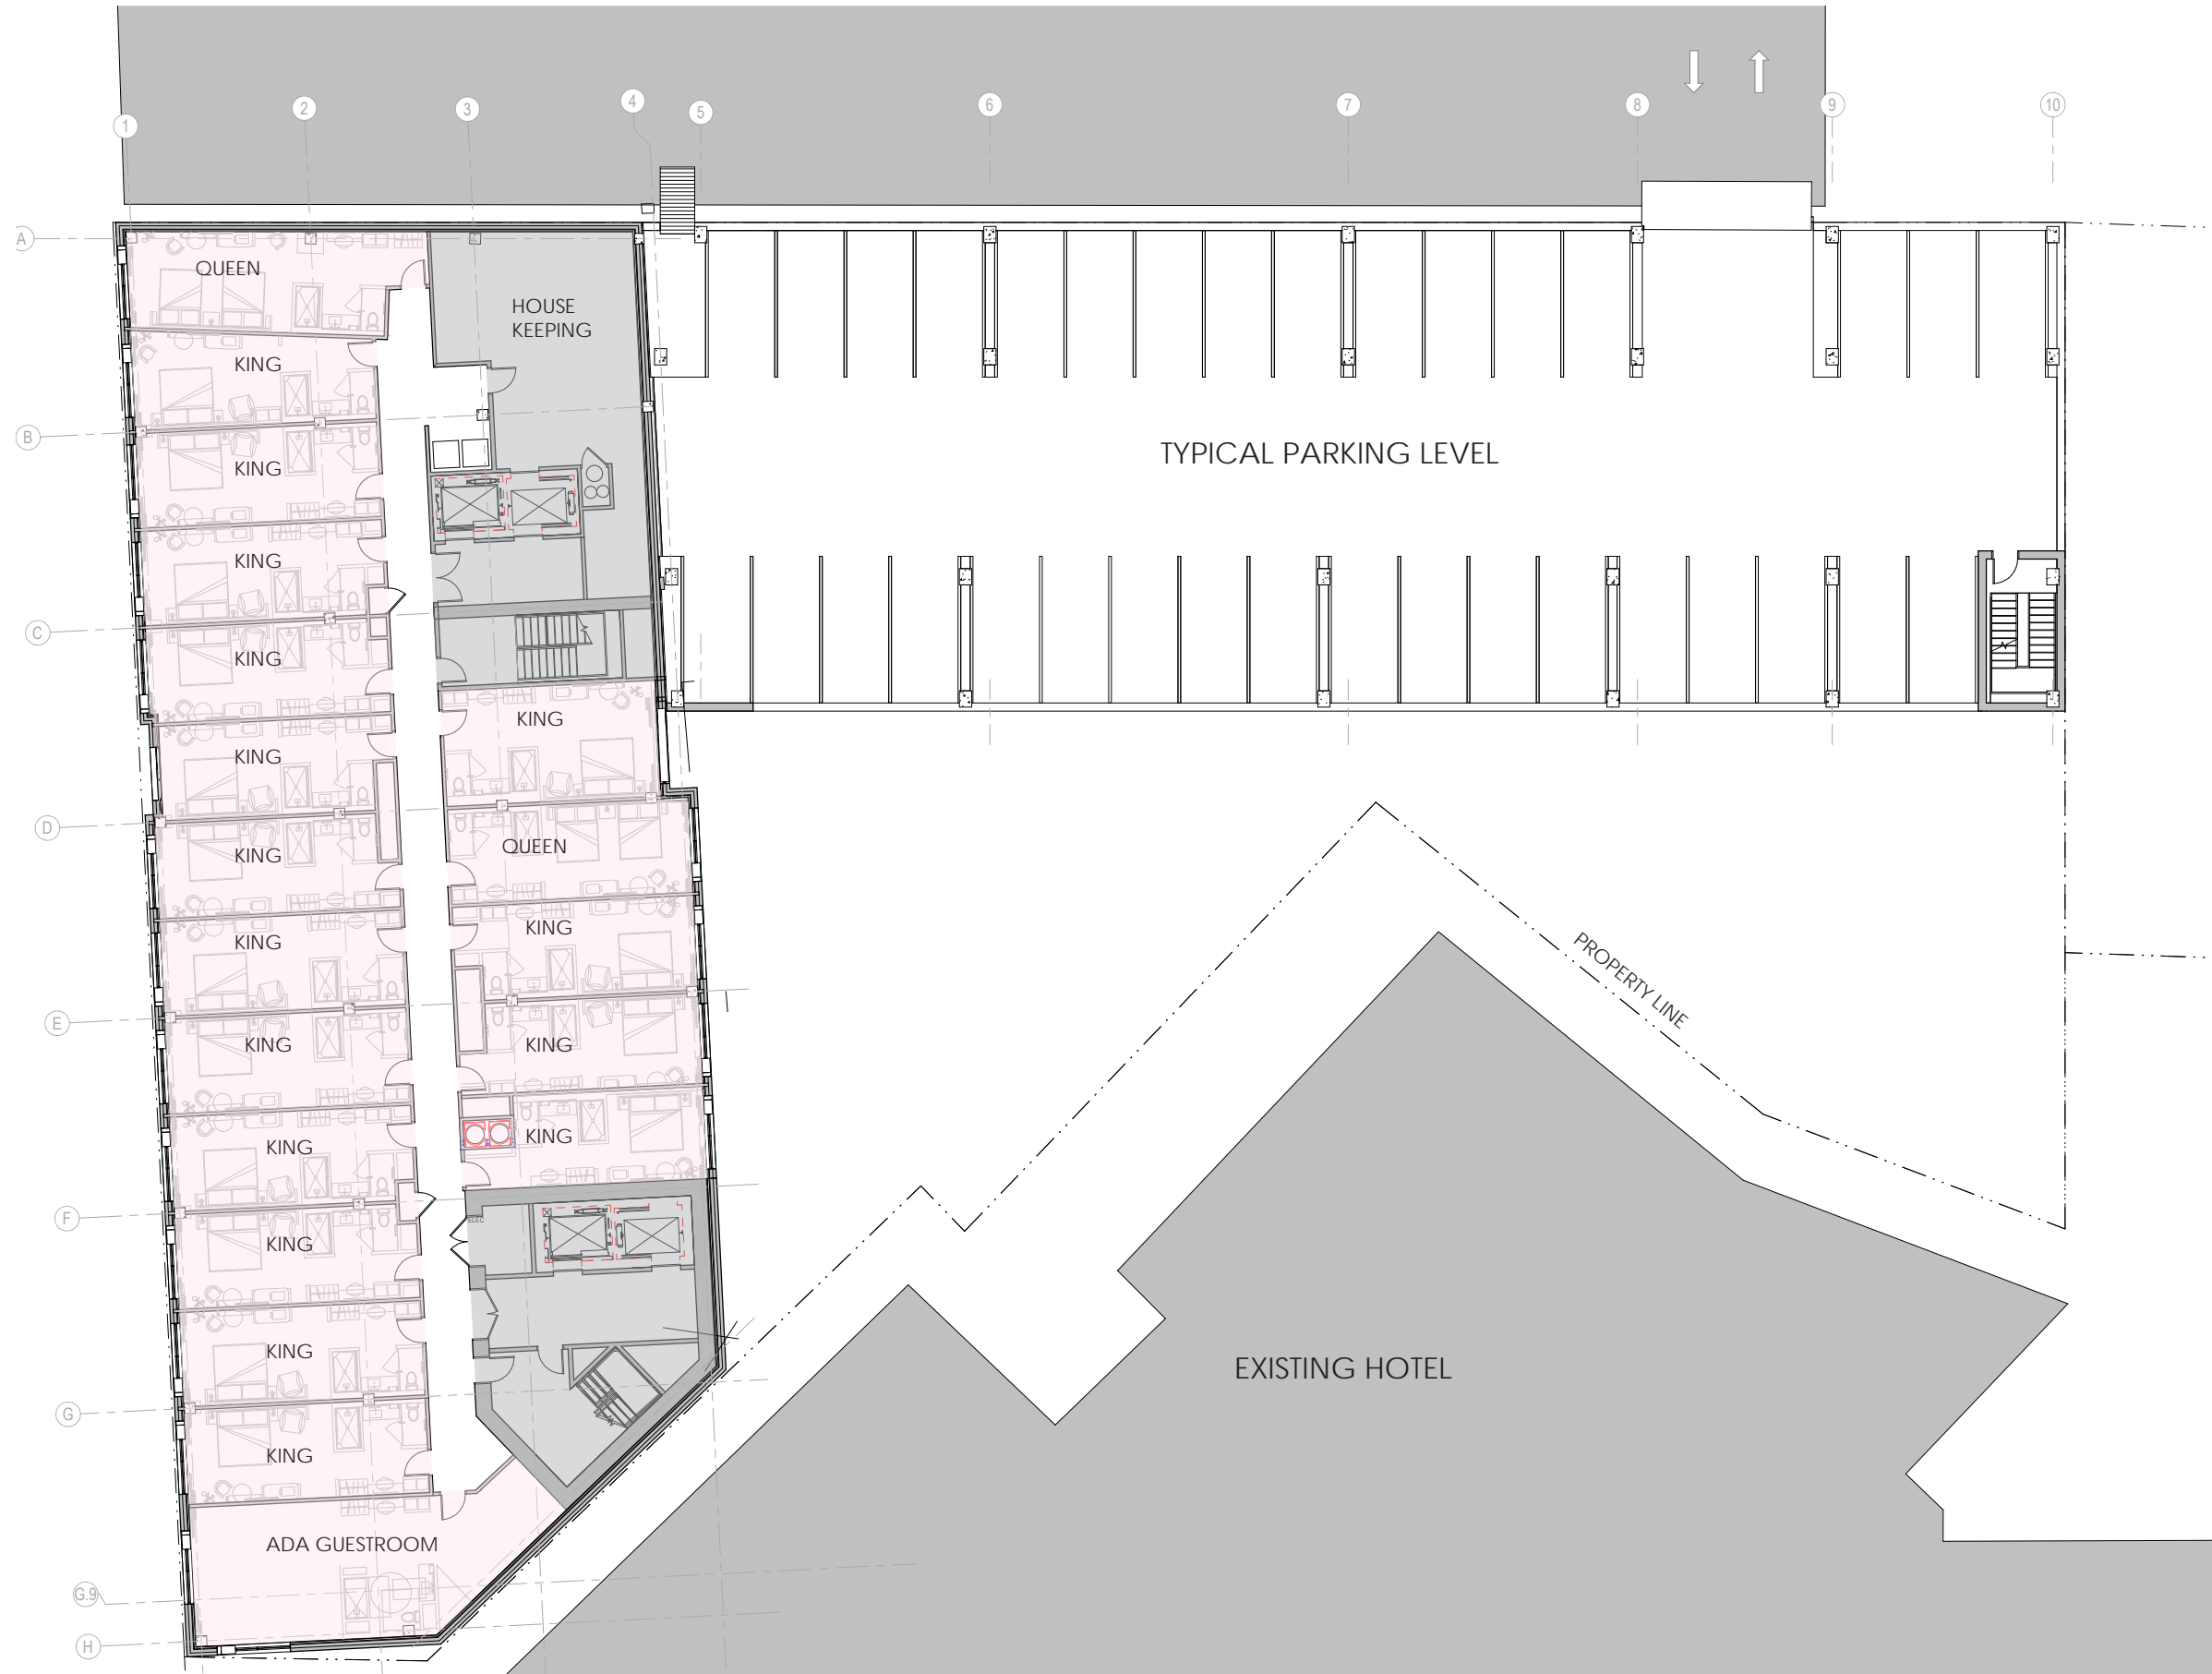 1
2
3
4
5
6
7
8
9
10
A
QUEEN
HOUSE
KEEPING
KING
B
KING
TYPICAL PARKING LEVEL
KING
C
KING
KING
KING
D
QUEEN
KING
KING
KING
PROPERTY LINE
E
KING
KING
KING
KING
F
ELEC
KING
KING
EXISTING HOTEL
G
KING
ADA GUESTROOM
G.9
H